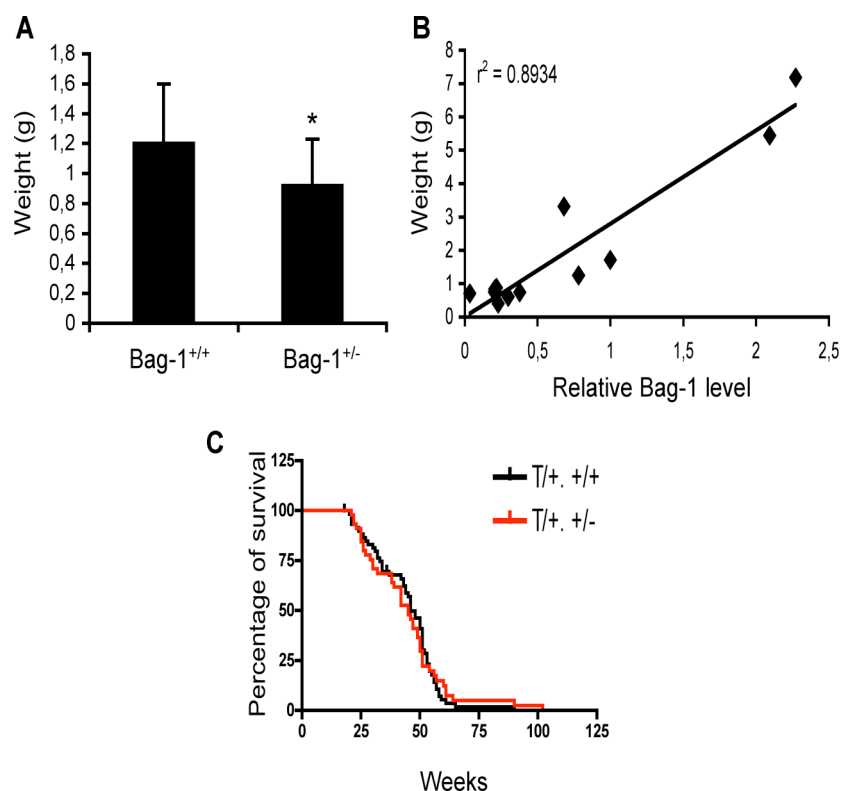 A
Weight (g)
1,8
1,6
1,4
1,2
1
0,8
0,6
0,4
0,2
0
*
Bag-1+/+
Bag-1+/-
B
Weight (g)
8
7
6
5
4
3
2
1
0
r² = 0.8934
0
0,5
1
1,5
2
2,5
Relative Bag-1 level
C
Percentage of survival
125
100
75
50
25
0
T/+. +/+
T/+. +/-
0
25
50
75
100
125
Weeks